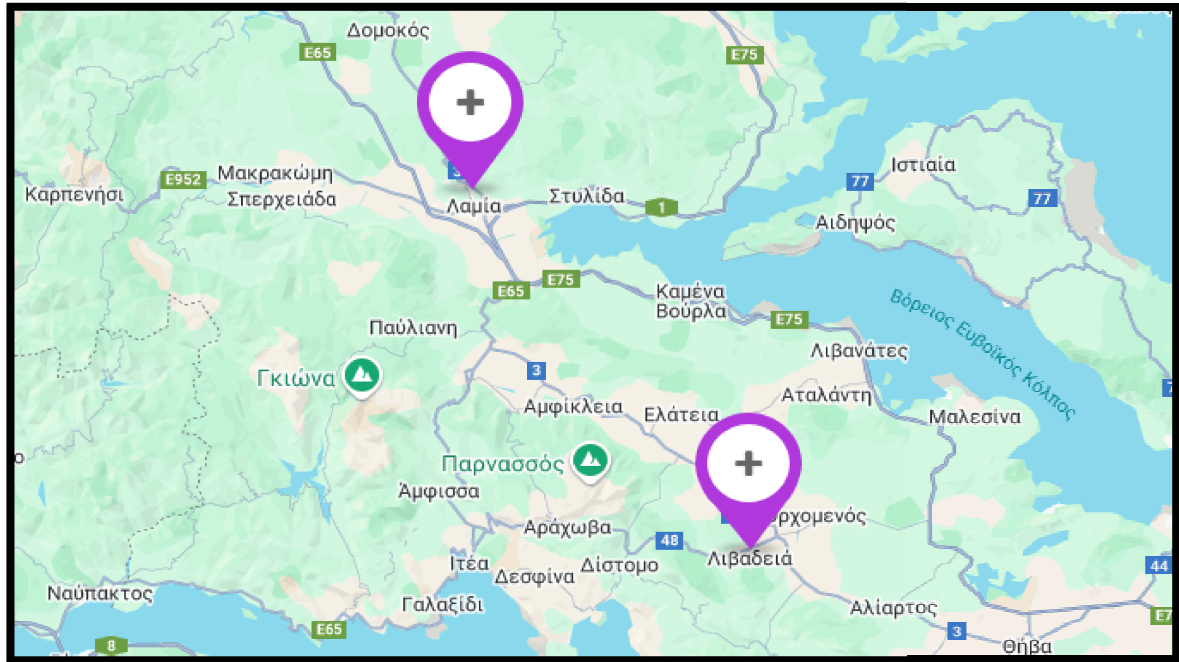 Δομοκός
E65
E75
Καρπενήσι
E952
Μακρακώμη
Σπερχειάδα
Λαμία
Στυλίδα
1
77
Ιστιαία
77
Αιδηψός
E65
E75
Καμένα
Βούρλα
E75
Βόρειος Ευβοϊκός Κόλπος
Παύλιανη
Γκιώνα
3
Λιβανάτες
Αταλάντη
Αμφίκλεια
Ελάτεια
Μαλεσίνα
Παρνασσός
Άμφισσα
Αράχωβα
48
ρχομενός
Λιβαδειά
Ιτέα
Δεσφίνα
Δίστομο
44
Ναύπακτος
Γαλαξίδι
Αλίαρτος
E65
8
3
Θήβα